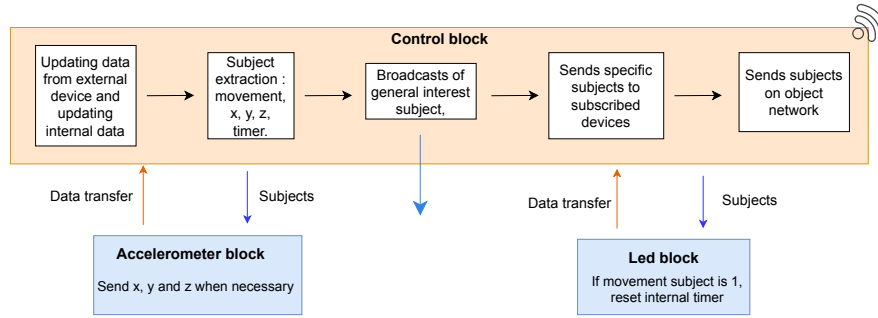 Control block
Updating data
from external
device and
updating
internal data
Subject
extraction :
movement,
x, y, z,
timer.
Broadcasts of
general interest
subject,
Sends specific
subjects to
subscribed
devices
Sends subjects
on object
network
Data transfer
Subjects
Data transfer
Subjects
Accelerometer block
Send x, y and z when necessary
Led block
If movement subject is 1,
reset internal timer